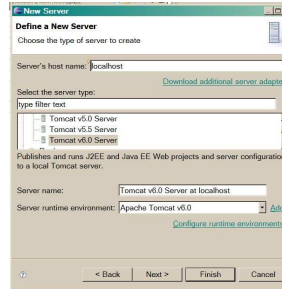 New Server
Define a New Server
Choose the type of server to create
Server's host name: localhost
Download additional server adapte
Select the server type:
type filter text
Tomcat v5.0 Server
Tomcat v5.5 Server
Tomcat v6.0 Server
Publishes and runs J2EE and Java EE Web projects and server configuration
to a local Tomcat server.
Server name: Tomcat v6.0 Server at localhost
Server runtime environment: Apache Tomcat v6.0 Add
Configure runtime environments
? < Back Next > Finish Cancel